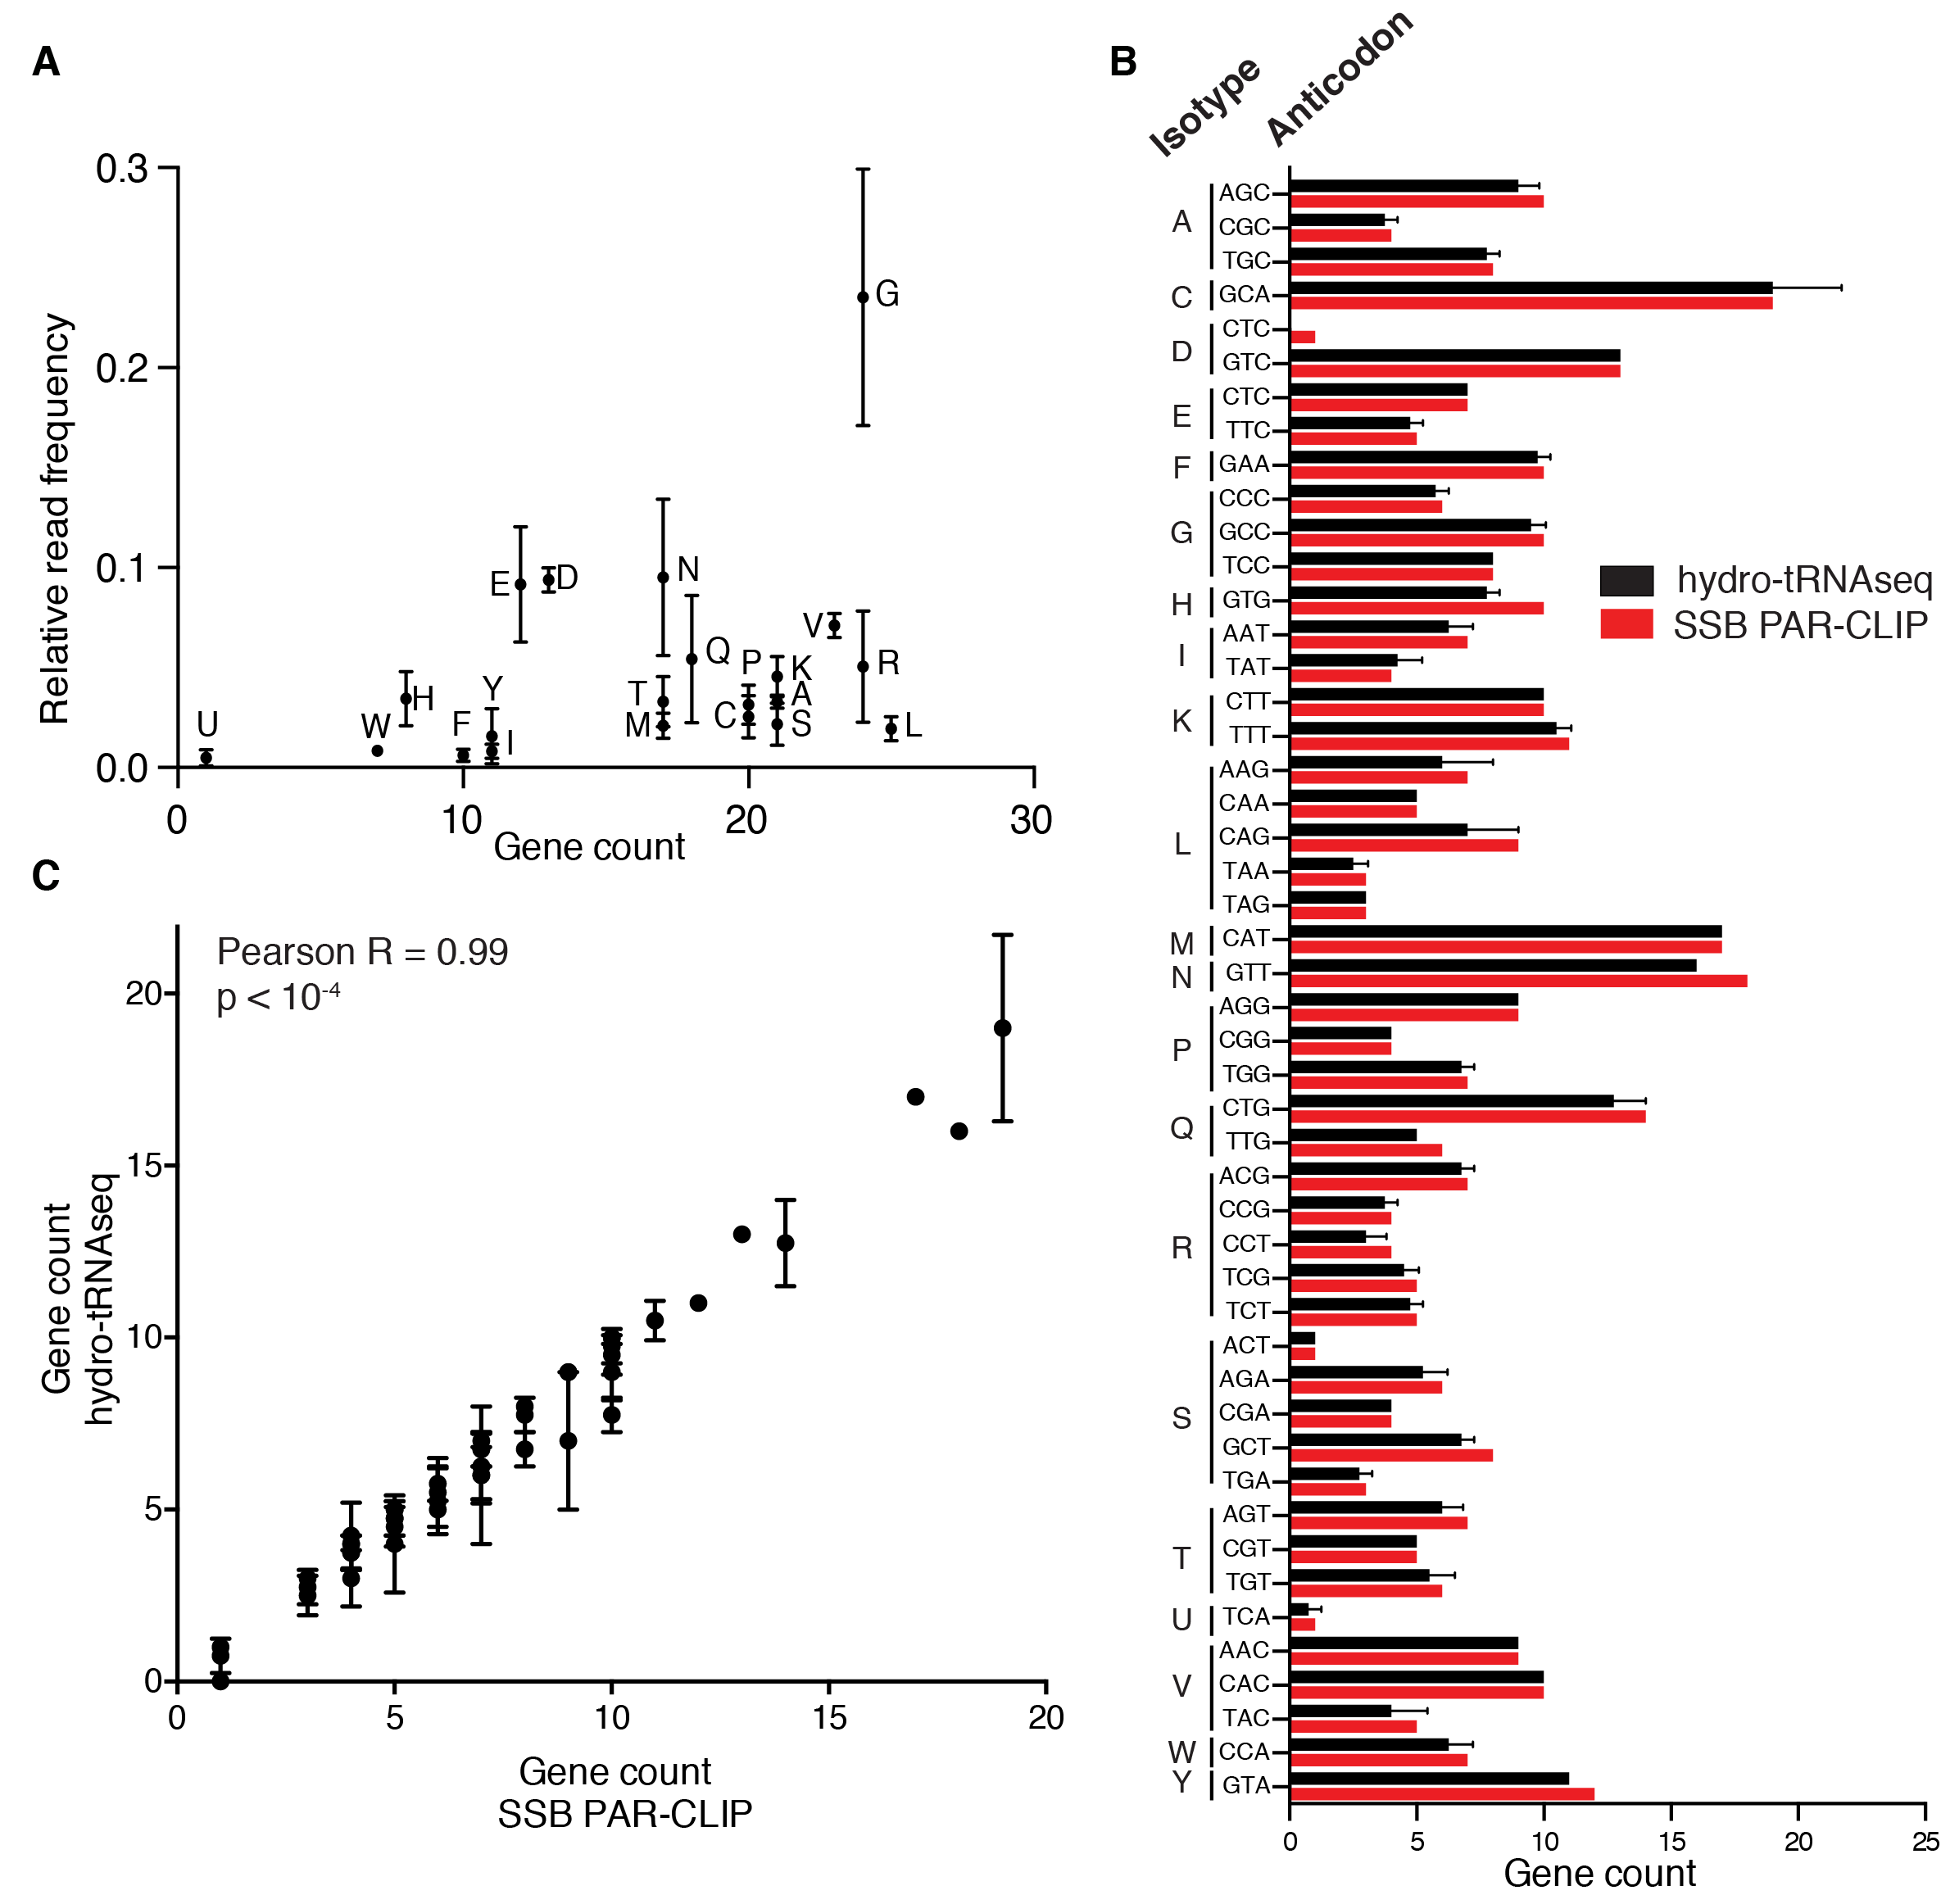 A
0.3
0.2
0.1
0.0
Relative read frequency
U
W
H
F
Y
I
E
D
N
T
M
Q
P
C
K
A
S
V
G
R
L
0
10
20
30
Gene count
B
Isotype
Anticodon
A
AGC
CGC
TGC
C
GCA
D
CTC
GTC
E
CTC
TTC
F
GAA
G
CCC
GCC
TCC
H
GTG
I
AAT
TAT
K
CTT
TTT
L
AAG
CAA
CAG
TAA
TAG
M
CAT
N
GTT
P
AGG
CGG
TGG
Q
CTG
TTG
R
ACG
CCG
CCT
TCG
TCT
S
ACT
AGA
CGA
GCT
TGA
T
AGT
CGT
TGT
U
TCA
V
AAC
CAC
TAC
W
CCA
Y
GTA
hydro-tRNAseq
SSB PAR-CLIP
0
5
10
15
20
25
Gene count
C
Pearson R = 0.99
p < 10-4
20
15
10
5
0
Gene count
hydro-tRNAseq
0
5
10
15
20
Gene count
SSB PAR-CLIP